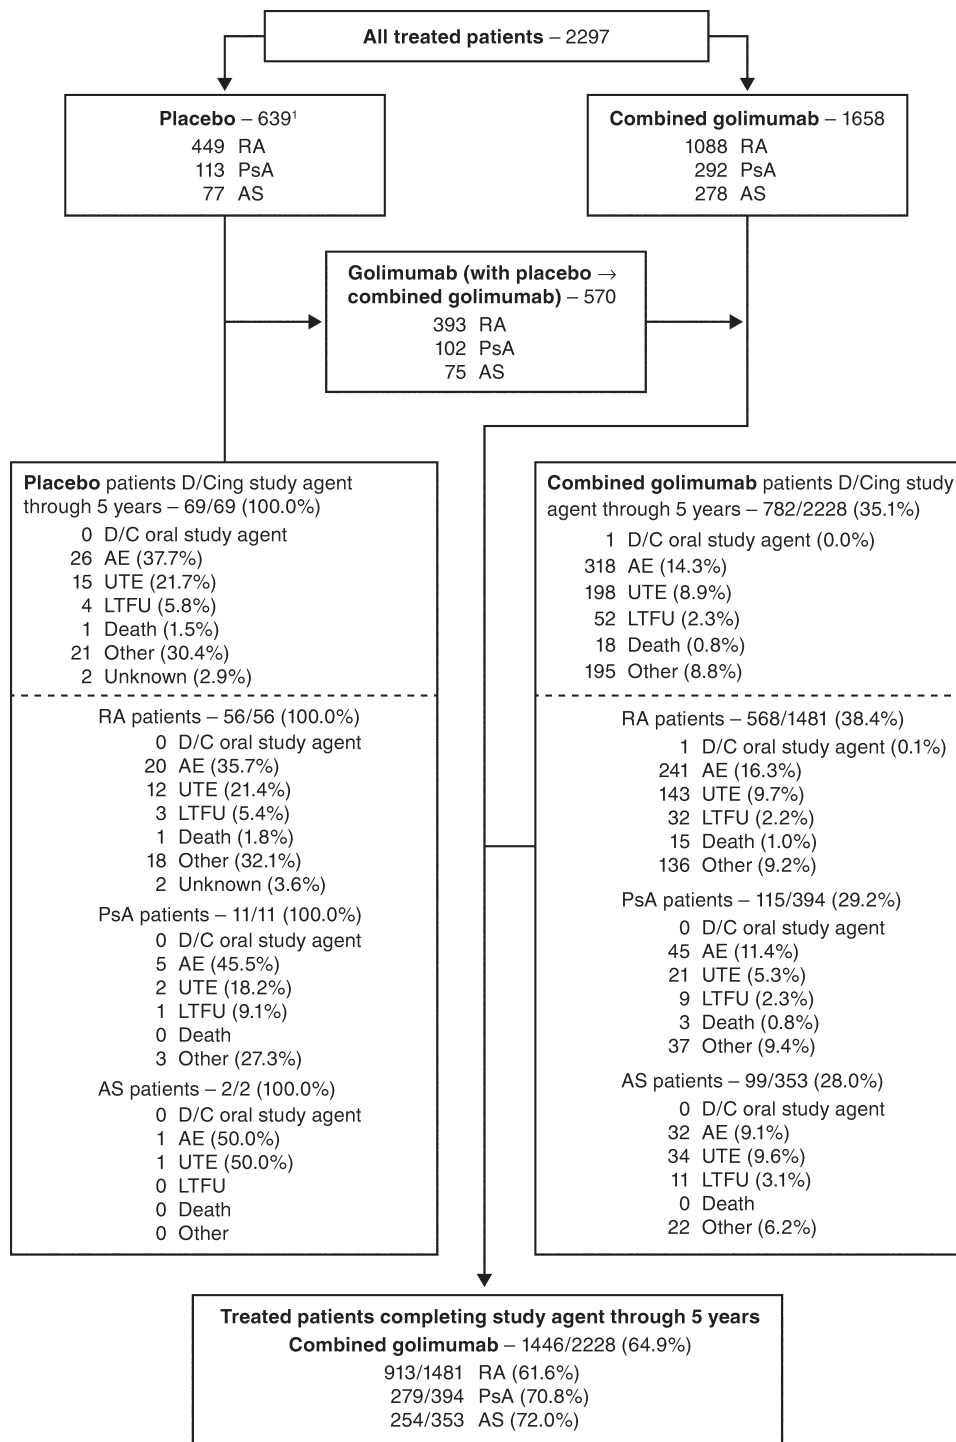 All treated patients – 2297
Placebo – 639¹
449 RA
113 PsA
77 AS
Combined golimumab – 1658
1088 RA
292 PsA
278 AS
Golimumab (with placebo →
combined golimumab) – 570
393 RA
102 PsA
75 AS
Placebo patients D/Cing study agent
through 5 years – 69/69 (100.0%)
0 D/C oral study agent
26 AE (37.7%)
15 UTE (21.7%)
4 LTFU (5.8%)
1 Death (1.5%)
21 Other (30.4%)
2 Unknown (2.9%)
RA patients – 56/56 (100.0%)
0 D/C oral study agent
20 AE (35.7%)
12 UTE (21.4%)
3 LTFU (5.4%)
1 Death (1.8%)
18 Other (32.1%)
2 Unknown (3.6%)
PsA patients – 11/11 (100.0%)
0 D/C oral study agent
5 AE (45.5%)
2 UTE (18.2%)
1 LTFU (9.1%)
0 Death
3 Other (27.3%)
AS patients – 2/2 (100.0%)
0 D/C oral study agent
1 AE (50.0%)
1 UTE (50.0%)
0 LTFU
0 Death
0 Other
Combined golimumab patients D/Cing study
agent through 5 years – 782/2228 (35.1%)
1 D/C oral study agent (0.0%)
318 AE (14.3%)
198 UTE (8.9%)
52 LTFU (2.3%)
18 Death (0.8%)
195 Other (8.8%)
RA patients – 568/1481 (38.4%)
1 D/C oral study agent (0.1%)
241 AE (16.3%)
143 UTE (9.7%)
32 LTFU (2.2%)
15 Death (1.0%)
136 Other (9.2%)
PsA patients – 115/394 (29.2%)
0 D/C oral study agent
45 AE (11.4%)
21 UTE (5.3%)
9 LTFU (2.3%)
3 Death (0.8%)
37 Other (9.4%)
AS patients – 99/353 (28.0%)
0 D/C oral study agent
32 AE (9.1%)
34 UTE (9.6%)
11 LTFU (3.1%)
0 Death
22 Other (6.2%)
Treated patients completing study agent through 5 years
Combined golimumab – 1446/2228 (64.9%)
913/1481 RA (61.6%)
279/394 PsA (70.8%)
254/353 AS (72.0%)